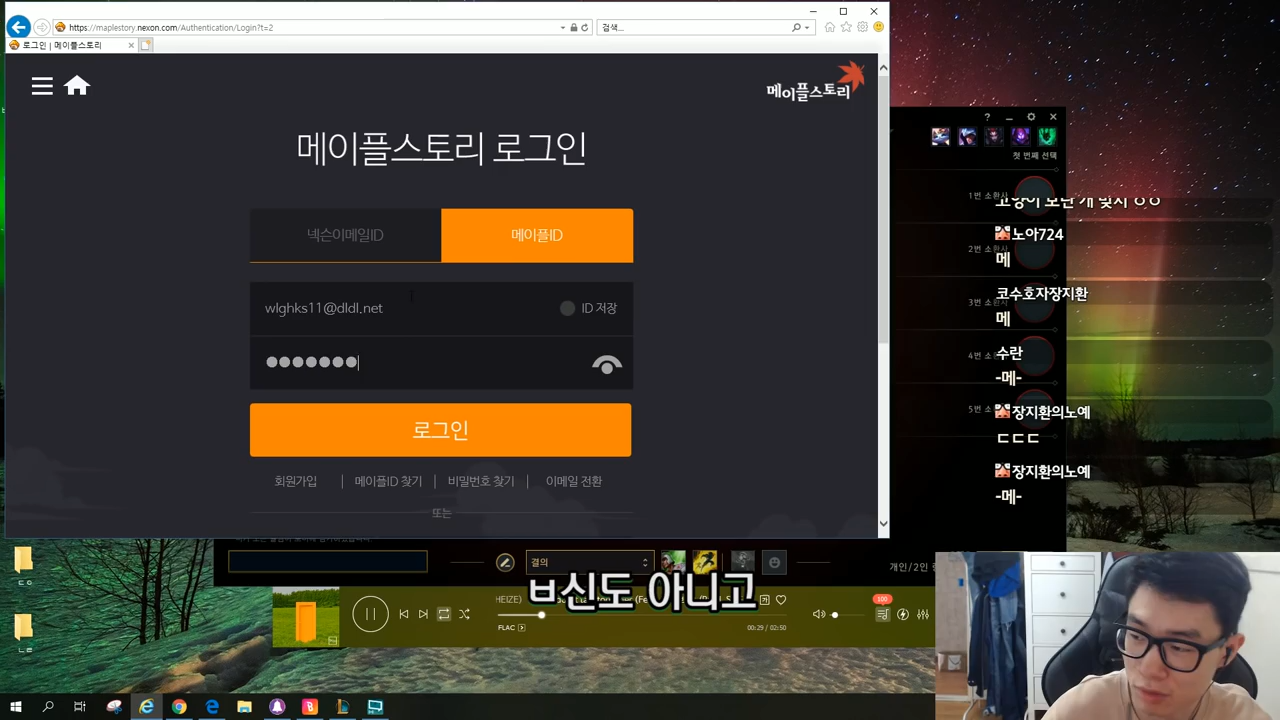 https://maplestory.nexon.com/Authentication/Login?t=2
검색...
로그인 | 메이플스토리
메이플스토리
메이플스토리 로그인
넥슨이메일ID
메이플ID
wlghks11@dldl.net
ID 저장
로그인
회원가입
메이플ID 찾기
비밀번호 찾기
이메일 전환
또는
?
첫 번째 선택
1번 소환사
2번 소환사
3번 소환사
4번 소
5번 소
노아724
메
코수호자장지환
메
수란
-메-
장지환의노예
ㄷㄷㄷ
장지환의노예
-메-
결의
개인/2인
ㅂ신도 아니고
HEIZE)
FLAC
00:29 / 02:50
100